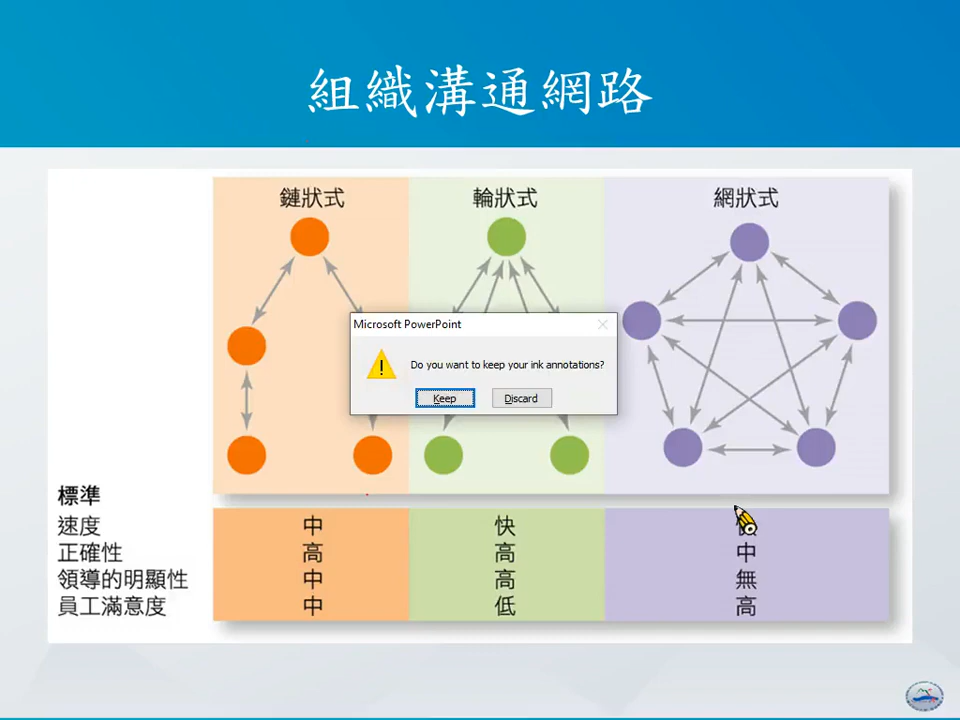 組織溝通網路
鏈狀式 輪狀式 網狀式
Microsoft PowerPoint
Do you want to keep your ink annotations?
Keep Discard
標準
速度 中 快
正確性 高 高 中
領導的明顯性 中 高 無
員工滿意度 中 低 高